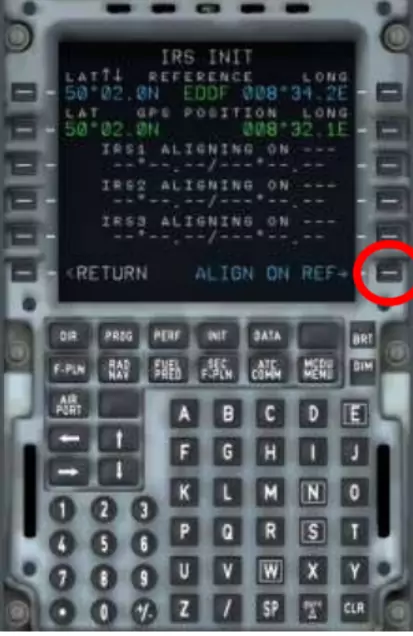 IRS INIT
LAT↑↓ REFERENCE LONG
50°02.0N EDDF 008°34.2E
LAT GPS POSITION LONG
50°02.0N 008°32.1E
IRS1 ALIGNING ON ---
--°--.--/---°--.--
IRS2 ALIGNING ON ---
--°--.--/---°--.--
IRS3 ALIGNING ON ---
--°--.--/---°--.--
<RETURN ALIGN ON REF→
DIR PROG PERF INIT DATA BRT
F-PLN RAD NAV FUEL PRED SEC F-PLN ATC COMM MCDU MENU DIM
AIR PORT
A B C D E
← ↑
F G H I J
→ ↓
K L M N O
1 2 3
P Q R S T
4 5 6
U V W X Y
7 8 9
Z / SP OVFY Δ CLR
. 0 +/-